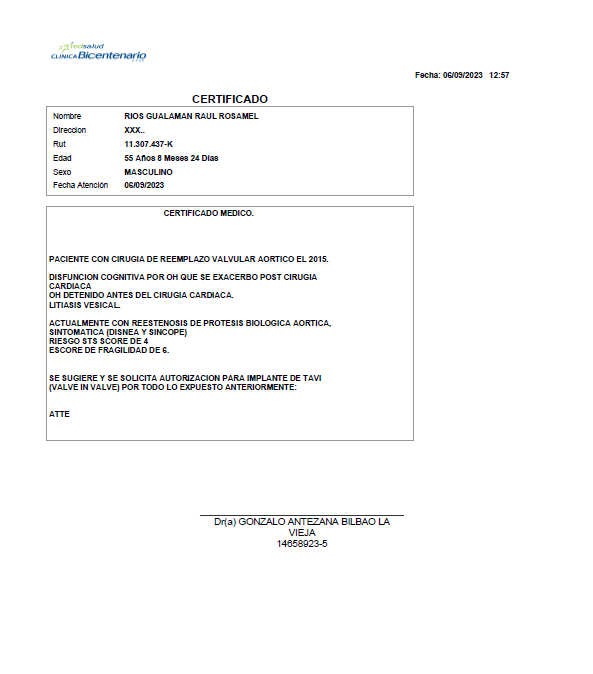 redsalud
CLINICA Bicentenario
Fecha: 06/09/2023 12:57
CERTIFICADO
Nombre RIOS GUALAMAN RAUL ROSAMEL
Direccion XXX..
Rut 11.307.437-K
Edad 55 Años 8 Meses 24 Dias
Sexo MASCULINO
Fecha Atención 06/09/2023
CERTIFICADO MEDICO.
PACIENTE CON CIRUGIA DE REEMPLAZO VALVULAR AORTICO EL 2015.
DISFUNCION COGNITIVA POR OH QUE SE EXACERBO POST CIRUGIA
CARDIACA
OH DETENIDO ANTES DEL CIRUGIA CARDIACA.
LITIASIS VESICAL.
ACTUALMENTE CON REESTENOSIS DE PROTESIS BIOLOGICA AORTICA,
SINTOMATICA (DISNEA Y SINCOPE)
RIESGO STS SCORE DE 4
ESCORE DE FRAGILIDAD DE 6.
SE SUGIERE Y SE SOLICITA AUTORIZACION PARA IMPLANTE DE TAVI
(VALVE IN VALVE) POR TODO LO EXPUESTO ANTERIORMENTE:
ATTE
Dr(a) GONZALO ANTEZANA BILBAO LA
VIEJA
14658923-5